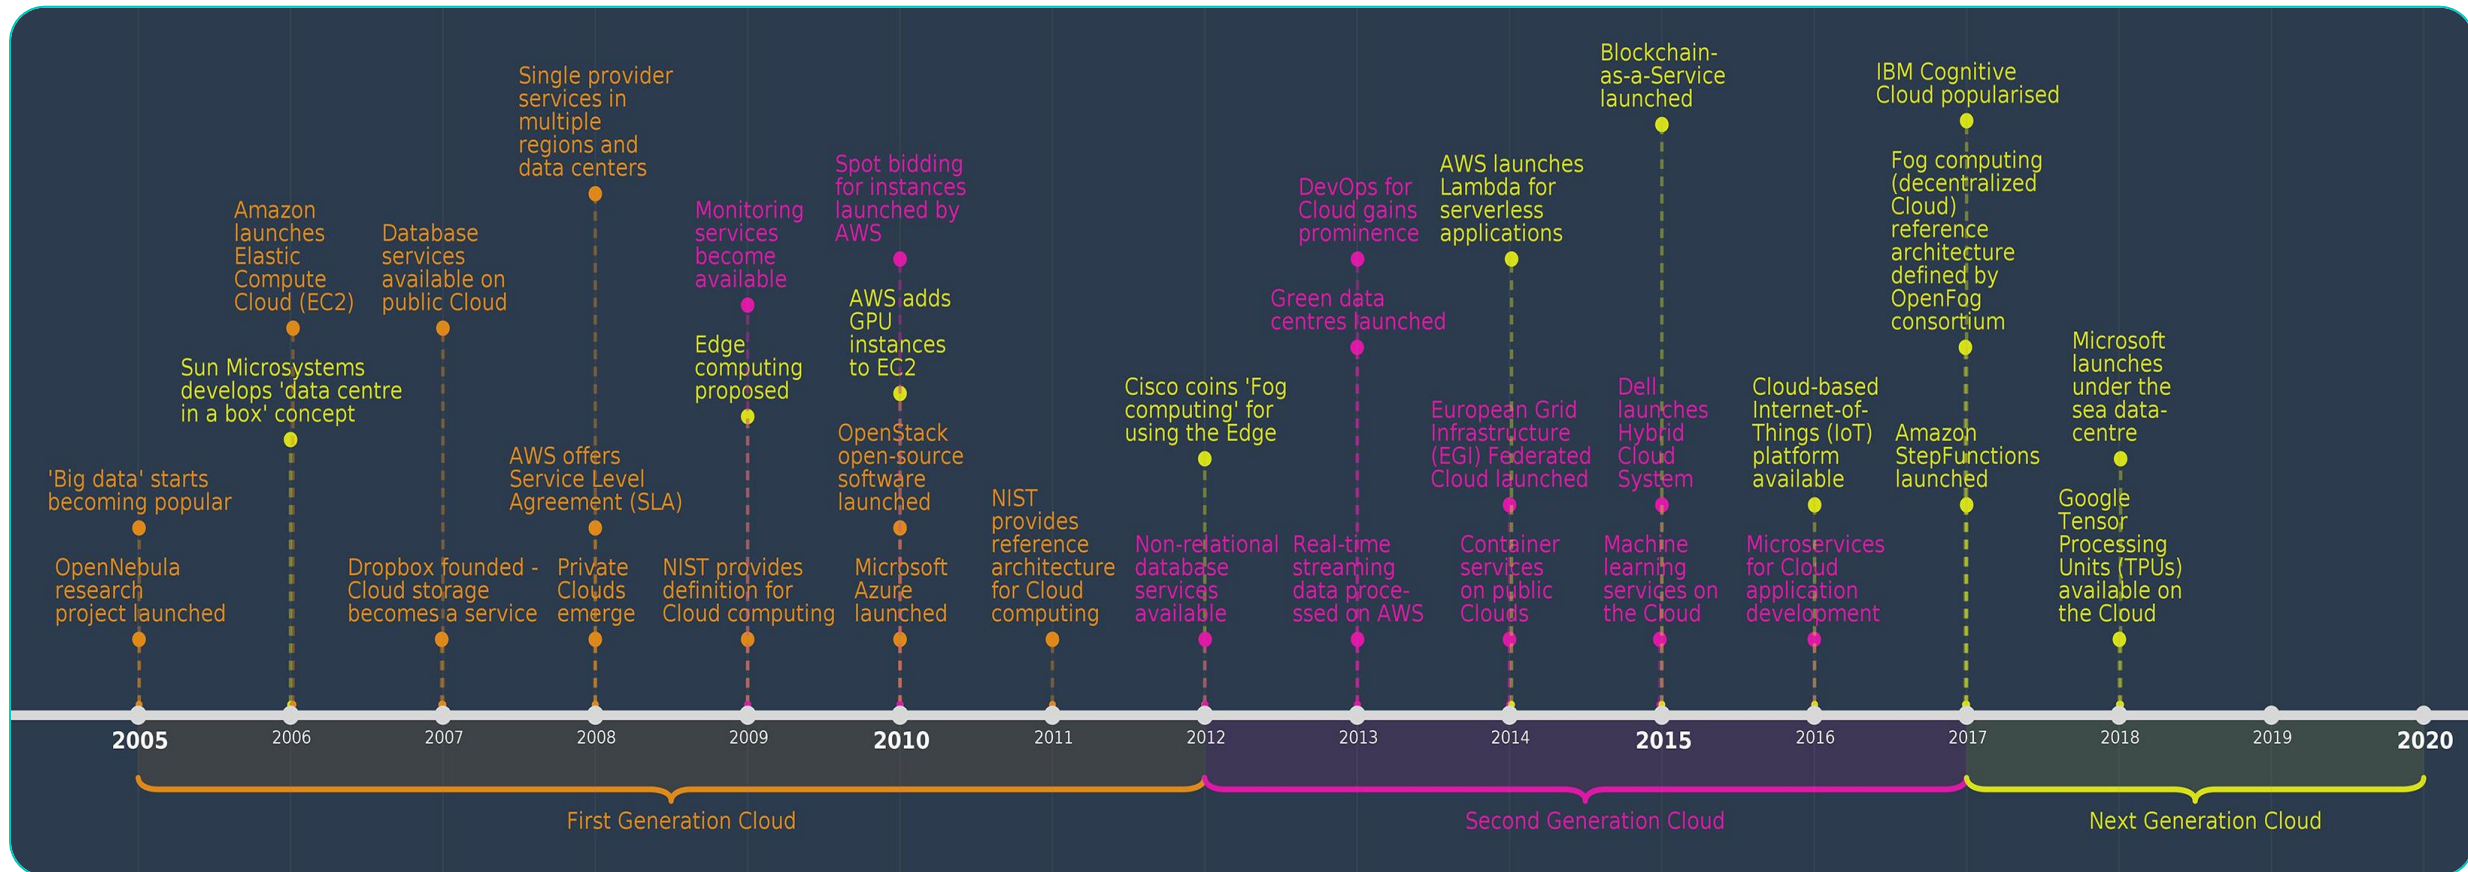 'Big data' starts
becoming popular
OpenNebula
research
project launched
Amazon
launches
Elastic
Compute
Cloud (EC2)
Sun Microsystems
develops 'data centre
in a box' concept
Database
services
available on
public Cloud
Dropbox founded -
Cloud storage
becomes a service
Single provider
services in
multiple
regions and
data centers
AWS offers
Service Level
Agreement (SLA)
Private
Clouds
emerge
Monitoring
services
become
available
Edge
computing
proposed
NIST provides
definition for
Cloud computing
Spot bidding
for instances
launched by
AWS
AWS adds
GPU
instances
to EC2
OpenStack
open-source
software
launched
Microsoft
Azure
launched
NIST
provides
reference
architecture
for Cloud
computing
Cisco coins 'Fog
computing' for
using the Edge
Non-relational
database
services
available
DevOps for
Cloud gains
prominence
Green data
centres launched
Real-time
streaming
data proce-
ssed on AWS
AWS launches
Lambda for
serverless
applications
European Grid
Infrastructure
(EGI) Federated
Cloud launched
Container
services
on public
Clouds
Blockchain-
as-a-Service
launched
Dell
launches
Hybrid
Cloud
System
Machine
learning
services on
the Cloud
Cloud-based
Internet-of-
Things (IoT)
platform
available
Microservices
for Cloud
application
development
IBM Cognitive
Cloud popularised
Fog computing
(decentralized
Cloud)
reference
architecture
defined by
OpenFog
consortium
Amazon
StepFunctions
launched
Microsoft
launches
under the
sea data-
centre
Google
Tensor
Processing
Units (TPUs)
available on
the Cloud
2005 2006 2007 2008 2009 2010 2011 2012 2013 2014 2015 2016 2017 2018 2019 2020
First Generation Cloud
Second Generation Cloud
Next Generation Cloud